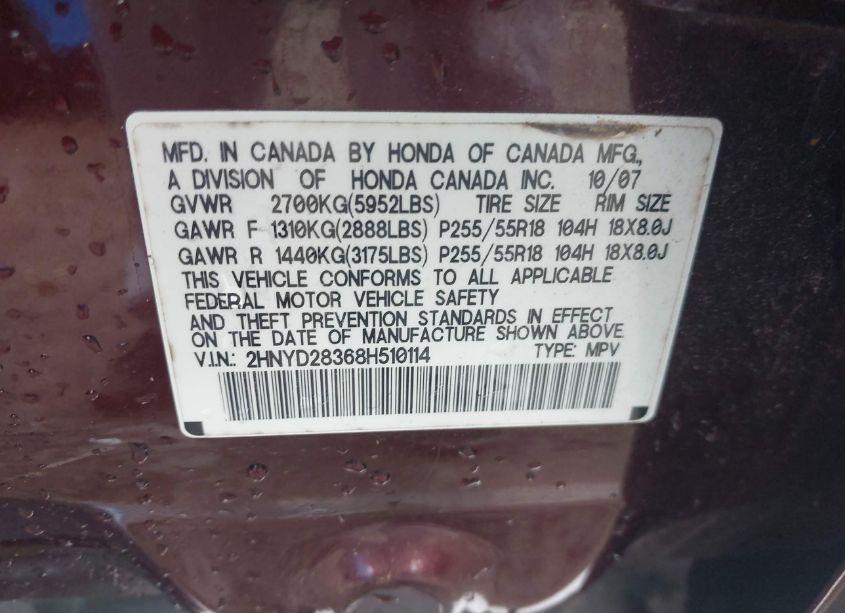 MFD. IN CANADA BY HONDA OF CANADA MFG.,
A DIVISION OF HONDA CANADA INC. 10/07
GVWR 2700KG(5952LBS) TIRE SIZE RIM SIZE
GAWR F 1310KG(2888LBS) P255/55R18 104H 18X8.0J
GAWR R 1440KG(3175LBS) P255/55R18 104H 18X8.0J
THIS VEHICLE CONFORMS TO ALL APPLICABLE
FEDERAL MOTOR VEHICLE SAFETY
AND THEFT PREVENTION STANDARDS IN EFFECT
ON THE DATE OF MANUFACTURE SHOWN ABOVE.
V.I.N.: 2HNYD28368H510114 TYPE: MPV